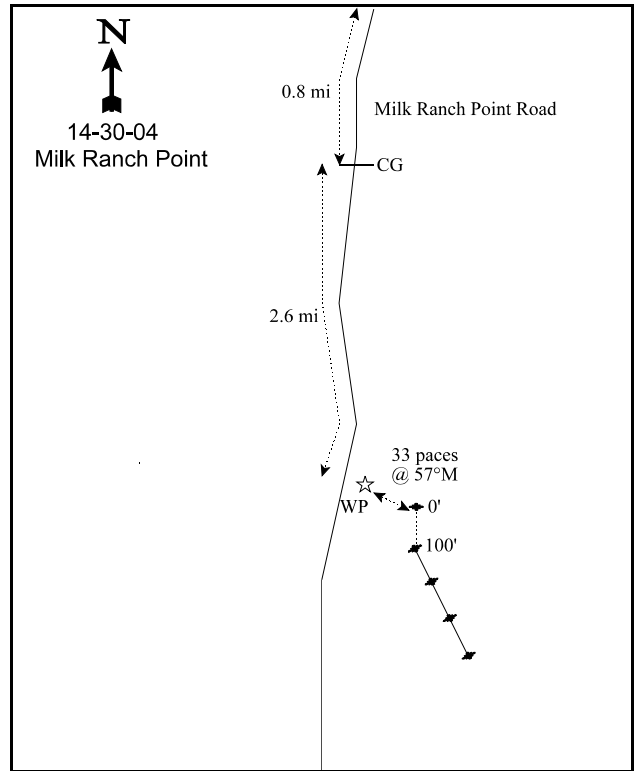 N
14-30-04
Milk Ranch Point
0.8 mi
Milk Ranch Point Road
CG
2.6 mi
33 paces
@ 57°M
WP
0'
100'